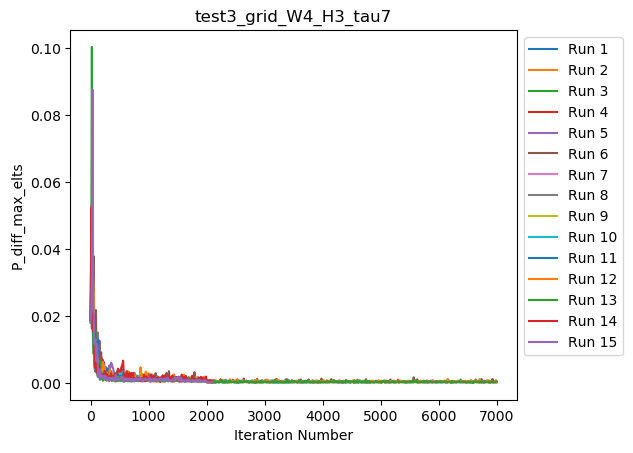 test3_grid_W4_H3_tau7
P_diff_max_elts
0.10
0.08
0.06
0.04
0.02
0.00
0
1000
2000
3000
4000
5000
6000
7000
Iteration Number
Run 1
Run 2
Run 3
Run 4
Run 5
Run 6
Run 7
Run 8
Run 9
Run 10
Run 11
Run 12
Run 13
Run 14
Run 15